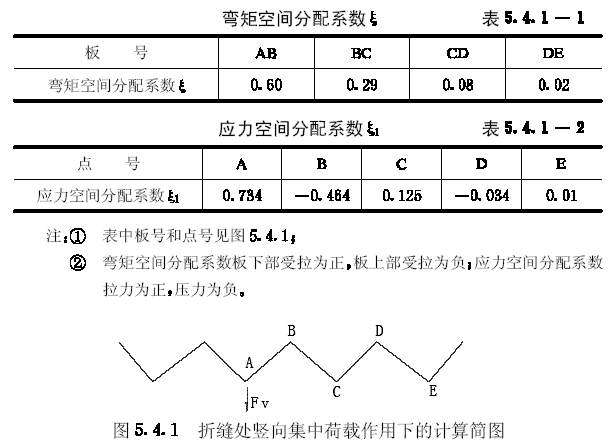 弯矩空间分配系数ξ 表5.4.1－1
板 号 AB BC CD DE
弯矩空间分配系数ξ 0.60 0.29 0.08 0.02
应力空间分配系数ξ1 表5.4.1－2
点 号 A B C D E
应力空间分配系数ξ1 0.734 －0.464 0.125 －0.034 0.01
注:① 表中板号和点号见图5.4.1;
② 弯矩空间分配系数板下部受拉为正,板上部受拉为负;应力空间分配系数
拉力为正,压力为负。
B D
A
C E
Fv
图5.4.1 折缝处竖向集中荷载作用下的计算简图